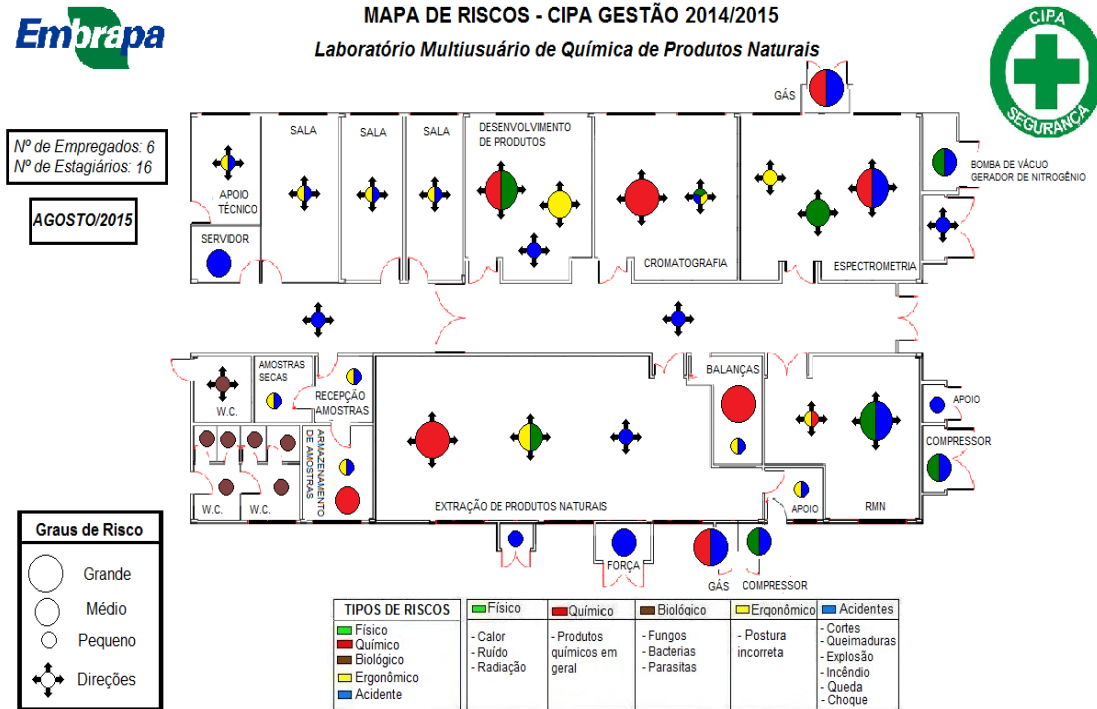 Embrapa
MAPA DE RISCOS - CIPA GESTÃO 2014/2015
Laboratório Multiusuário de Química de Produtos Naturais
CIPA
SEGURANÇA
Nº de Empregados: 6
Nº de Estagiários: 16
AGOSTO/2015
GÁS
SALA
SALA
SALA
DESENVOLVIMENTO
DE PRODUTOS
BOMBA DE VÁCUO
GERADOR DE NITROGÊNIO
APOIO
TÉCNICO
SERVIDOR
CROMATOGRAFIA
ESPECTROMETRIA
AMOSTRAS
SECAS
RECEPÇÃO
AMOSTRAS
W.C.
BALANÇAS
APOIO
COMPRESSOR
ARMAZENAMENTO
DE AMOSTRAS
W.C.
W.C.
EXTRAÇÃO DE PRODUTOS NATURAIS
APOIO
RMN
FORÇA
GÁS
COMPRESSOR
Graus de Risco
Grande
Médio
Pequeno
Direções
TIPOS DE RISCOS
Físico
Químico
Biológico
Ergonômico
Acidente
Físico
- Calor
- Ruído
- Radiação
Químico
- Produtos
químicos em
geral
Biológico
- Fungos
- Bacterias
- Parasitas
Ergonômico
- Postura
incorreta
Acidentes
- Cortes
- Queimaduras
- Explosão
- Incêndio
- Queda
- Choque